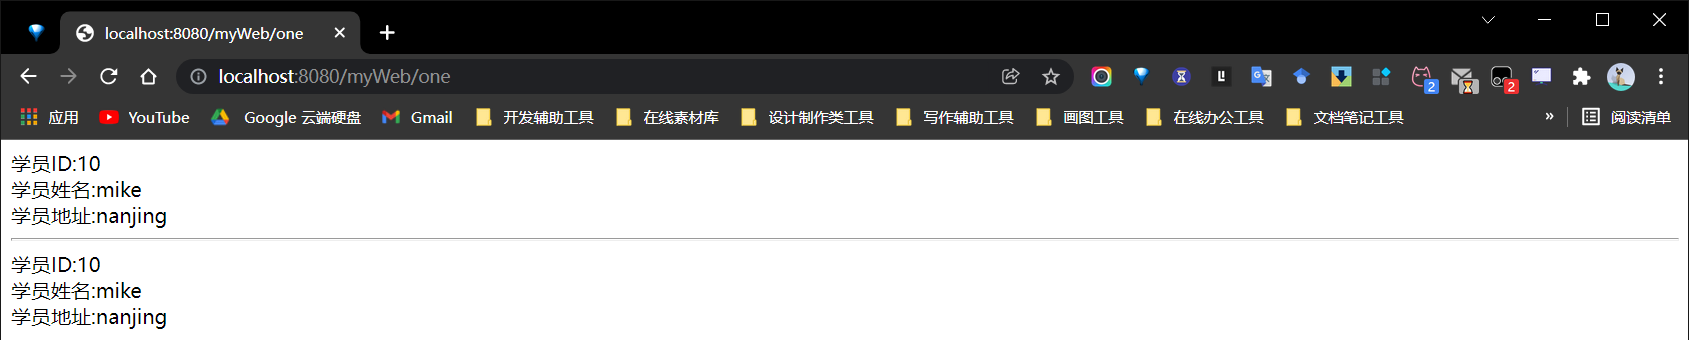 localhost:8080/myWeb/one
localhost:8080/myWeb/one
2
2
应用 YouTube Google 云端硬盘 Gmail 开发辅助工具 在线素材库 设计制作类工具 写作辅助工具 画图工具 在线办公工具 文档笔记工具 » 阅读清单
学员ID:10
学员姓名:mike
学员地址:nanjing
学员ID:10
学员姓名:mike
学员地址:nanjing